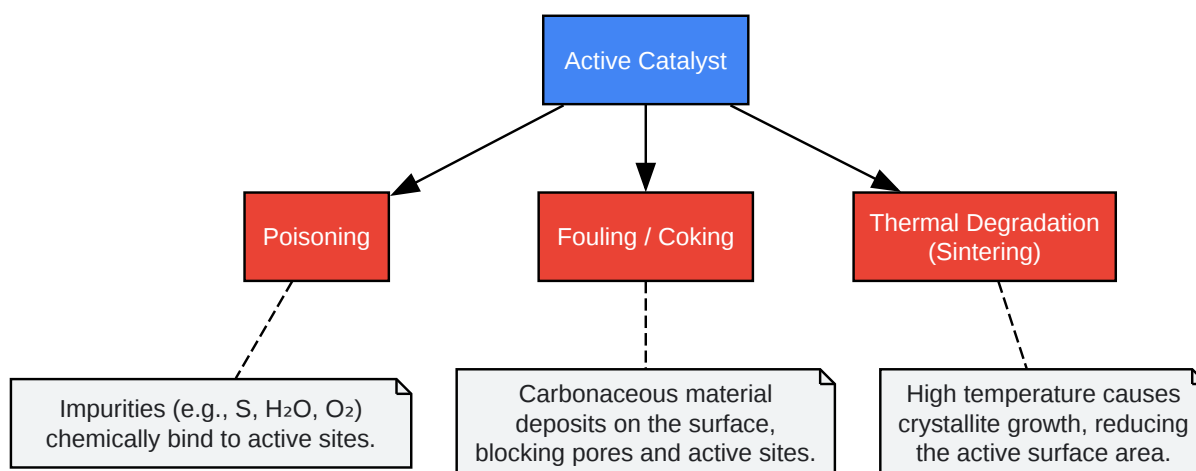 Active Catalyst
Poisoning
Fouling / Coking
Thermal Degradation
(Sintering)
Impurities (e.g., S, H₂O, O₂)
chemically bind to active sites.
Carbonaceous material
deposits on the surface,
blocking pores and active sites.
High temperature causes
crystallite growth, reducing
the active surface area.